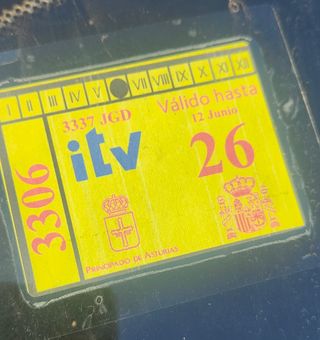 I II III IV V VII VIII IX X XI XII
3337 JGD
Válido hasta
12 Junio
itv
26
3306
PRINCIPADO DE ASTURIAS